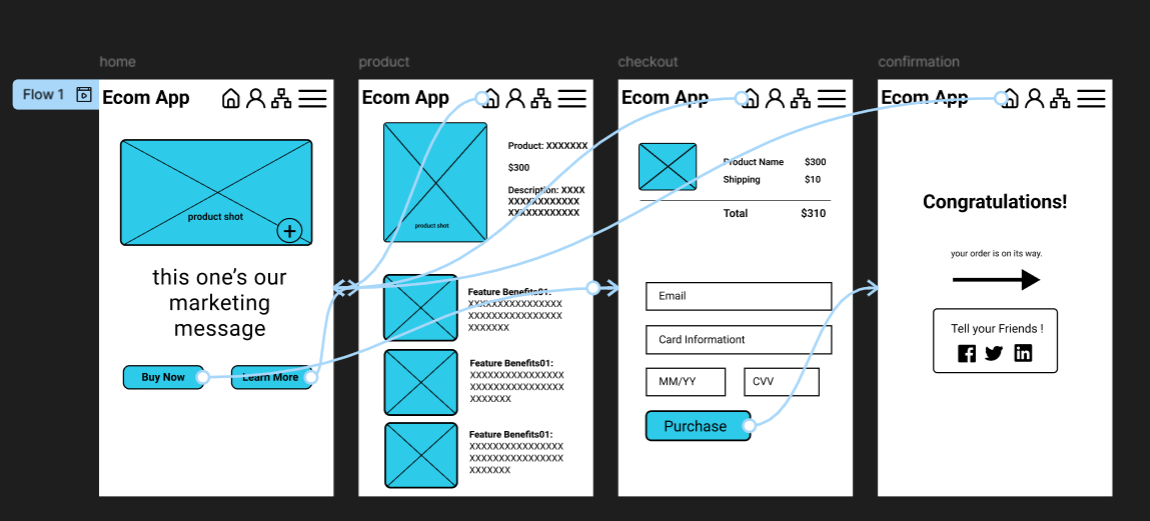 home
product
checkout
confirmation
Flow 1
Ecom App
product shot
this one's our
marketing
message
Buy Now
Learn More
Ecom App
product shot
Product: XXXXXXX
$300
Description: XXXX
XXXXXXXXXXXX
XXXXXXXXXXXX
Feature Benefits01:
XXXXXXXXXXXXXXXX
XXXXXXXXXXXXXXXX
XXXXXXX
Feature Benefits01:
XXXXXXXXXXXXXXXX
XXXXXXXXXXXXXXXX
XXXXXXX
Feature Benefits01:
XXXXXXXXXXXXXXXX
XXXXXXXXXXXXXXXX
XXXXXXX
Ecom App
Product Name $300
Shipping $10
Total $310
Email
Card Informationt
MM/YY CVV
Purchase
Ecom App
Congratulations!
your order is on its way.
Tell your Friends !